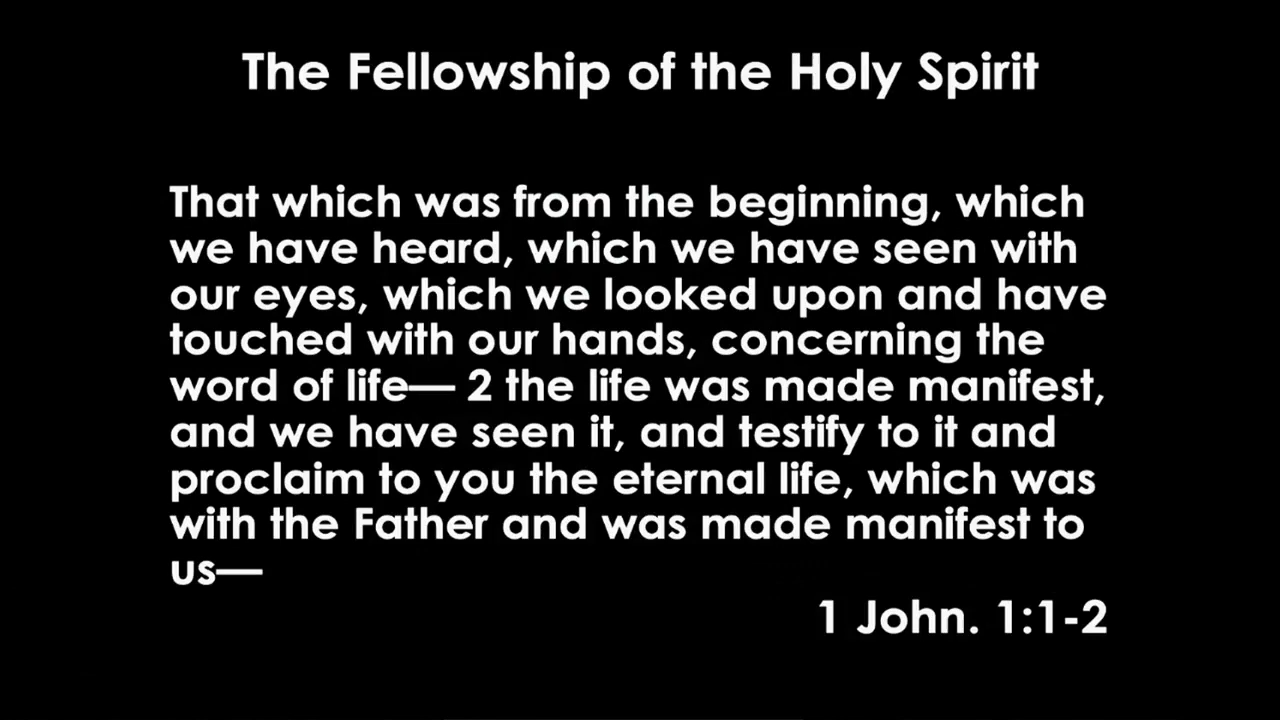 The Fellowship of the Holy Spirit
That which was from the beginning, which
we have heard, which we have seen with
our eyes, which we looked upon and have
touched with our hands, concerning the
word of life— 2 the life was made manifest,
and we have seen it, and testify to it and
proclaim to you the eternal life, which was
with the Father and was made manifest to
us—
1 John. 1:1-2